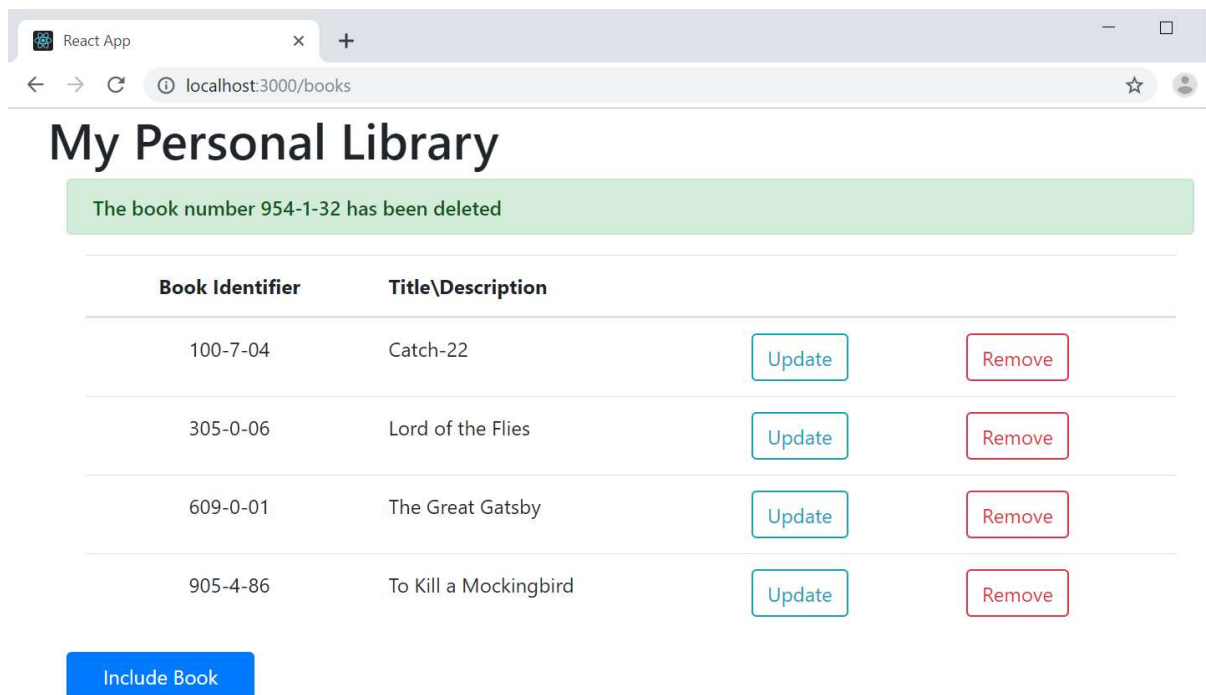 React App
localhost:3000/books
My Personal Library
The book number 954-1-32 has been deleted
Book Identifier Title\Description
100-7-04 Catch-22 Update Remove
305-0-06 Lord of the Flies Update Remove
609-0-01 The Great Gatsby Update Remove
905-4-86 To Kill a Mockingbird Update Remove
Include Book